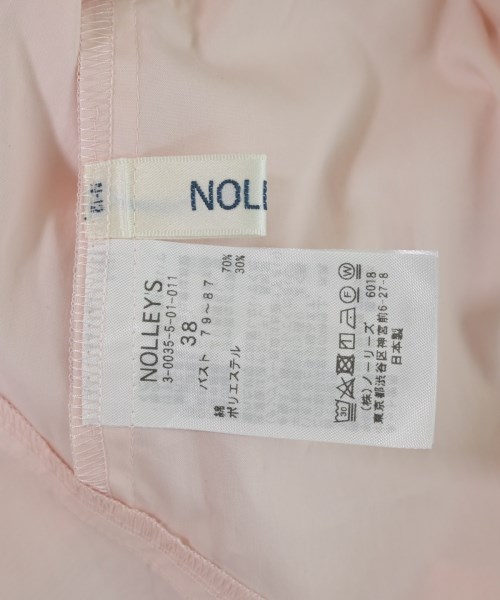 NOLL
NOLLEY'S
3-0035-5-01-011
38
バスト 79~87
綿 70%
ポリエステル 30%
30
F W
(株)ノーリーズ 6018
東京都渋谷区神宮前6-27-8
日本製